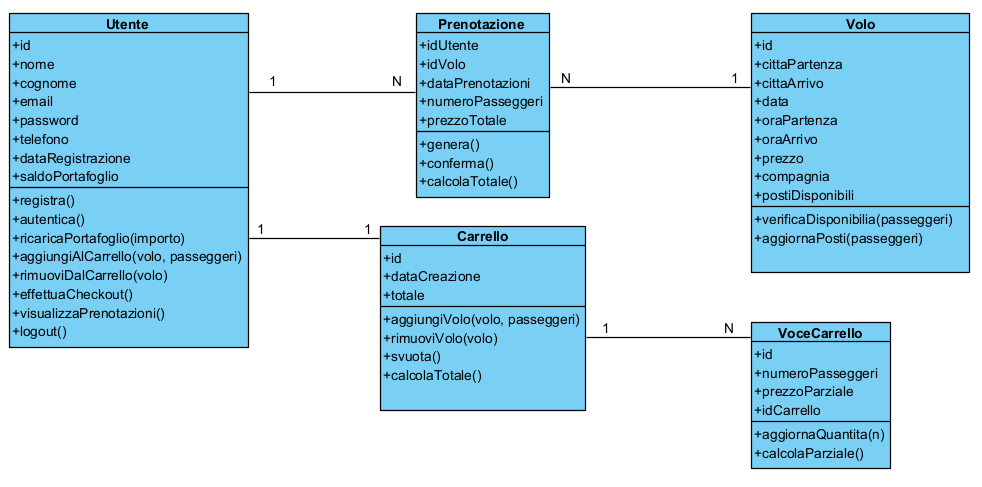 Utente
+id
+nome
+cognome
+email
+password
+telefono
+dataRegistrazione
+saldoPortafoglio
+registra()
+autentica()
+ricaricaPortafoglio(importo)
+aggiungiAlCarrello(volo, passeggeri)
+rimuoviDalCarrello(volo)
+effettuaCheckout()
+visualizzaPrenotazioni()
+logout()
1
N
Prenotazione
+idUtente
+idVolo
+dataPrenotazioni
+numeroPasseggeri
+prezzoTotale
+genera()
+conferma()
+calcolaTotale()
N
1
Volo
+id
+cittaPartenza
+cittaArrivo
+data
+oraPartenza
+oraArrivo
+prezzo
+compagnia
+postiDisponibili
+verificaDisponibilia(passeggeri)
+aggiornaPosti(passeggeri)
1
1
Carrello
+id
+dataCreazione
+totale
+aggiungiVolo(volo, passeggeri)
+rimuoviVolo(volo)
+svuota()
+calcolaTotale()
1
N
VoceCarrello
+id
+numeroPasseggeri
+prezzoParziale
+idCarrello
+aggiornaQuantita(n)
+calcolaParziale()